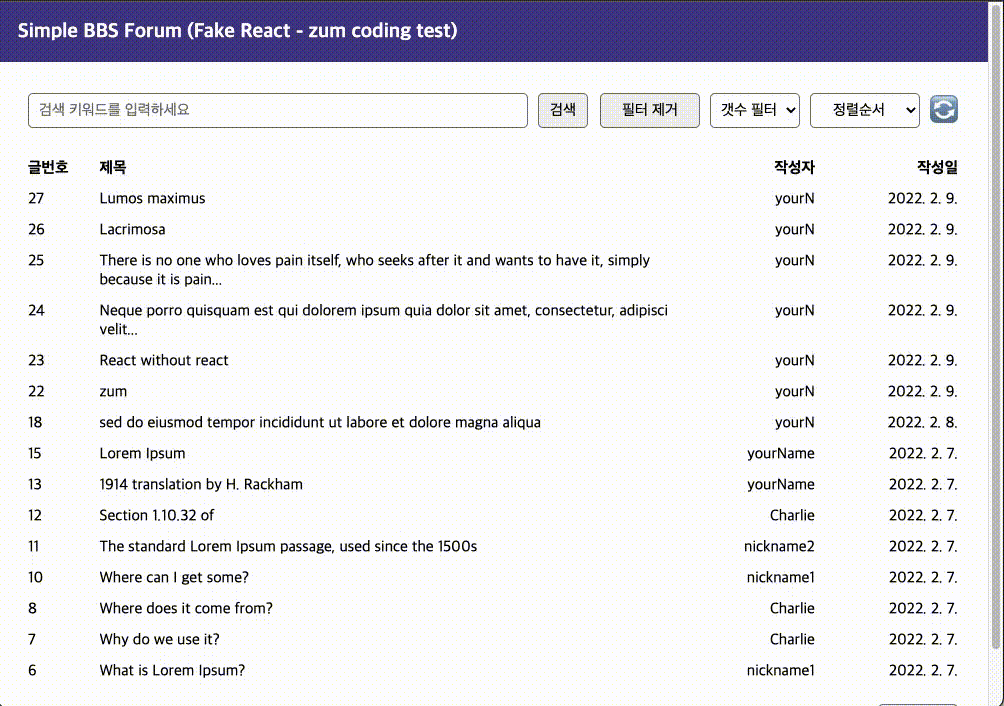 Simple BBS Forum (Fake React - zum coding test)
검색 키워드를 입력하세요 검색 필터 제거 갯수 필터 정렬순서
글번호 제목 작성자 작성일
27 Lumos maximus yourN 2022. 2. 9.
26 Lacrimosa yourN 2022. 2. 9.
25 There is no one who loves pain itself, who seeks after it and wants to have it, simply yourN 2022. 2. 9.
because it is pain...
24 Neque porro quisquam est qui dolorem ipsum quia dolor sit amet, consectetur, adipisci yourN 2022. 2. 9.
velit...
23 React without react yourN 2022. 2. 9.
22 zum yourN 2022. 2. 9.
18 sed do eiusmod tempor incididunt ut labore et dolore magna aliqua yourN 2022. 2. 8.
15 Lorem Ipsum yourName 2022. 2. 7.
13 1914 translation by H. Rackham yourName 2022. 2. 7.
12 Section 1.10.32 of Charlie 2022. 2. 7.
11 The standard Lorem Ipsum passage, used since the 1500s nickname2 2022. 2. 7.
10 Where can I get some? nickname1 2022. 2. 7.
8 Where does it come from? Charlie 2022. 2. 7.
7 Why do we use it? Charlie 2022. 2. 7.
6 What is Lorem Ipsum? nickname1 2022. 2. 7.